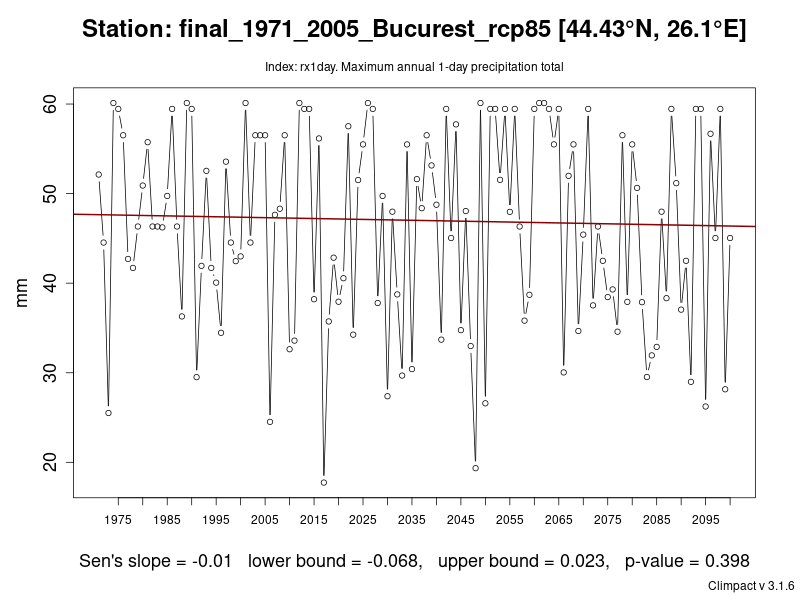 Station: final_1971_2005_Bucurest_rcp85 [44.43°N, 26.1°E]
Index: rx1day. Maximum annual 1-day precipitation total
60
50
40
30
20
mm
1975 1985 1995 2005 2015 2025 2035 2045 2055 2065 2075 2085 2095
Sen's slope = -0.01 lower bound = -0.068, upper bound = 0.023, p-value = 0.398
Climpact v 3.1.6